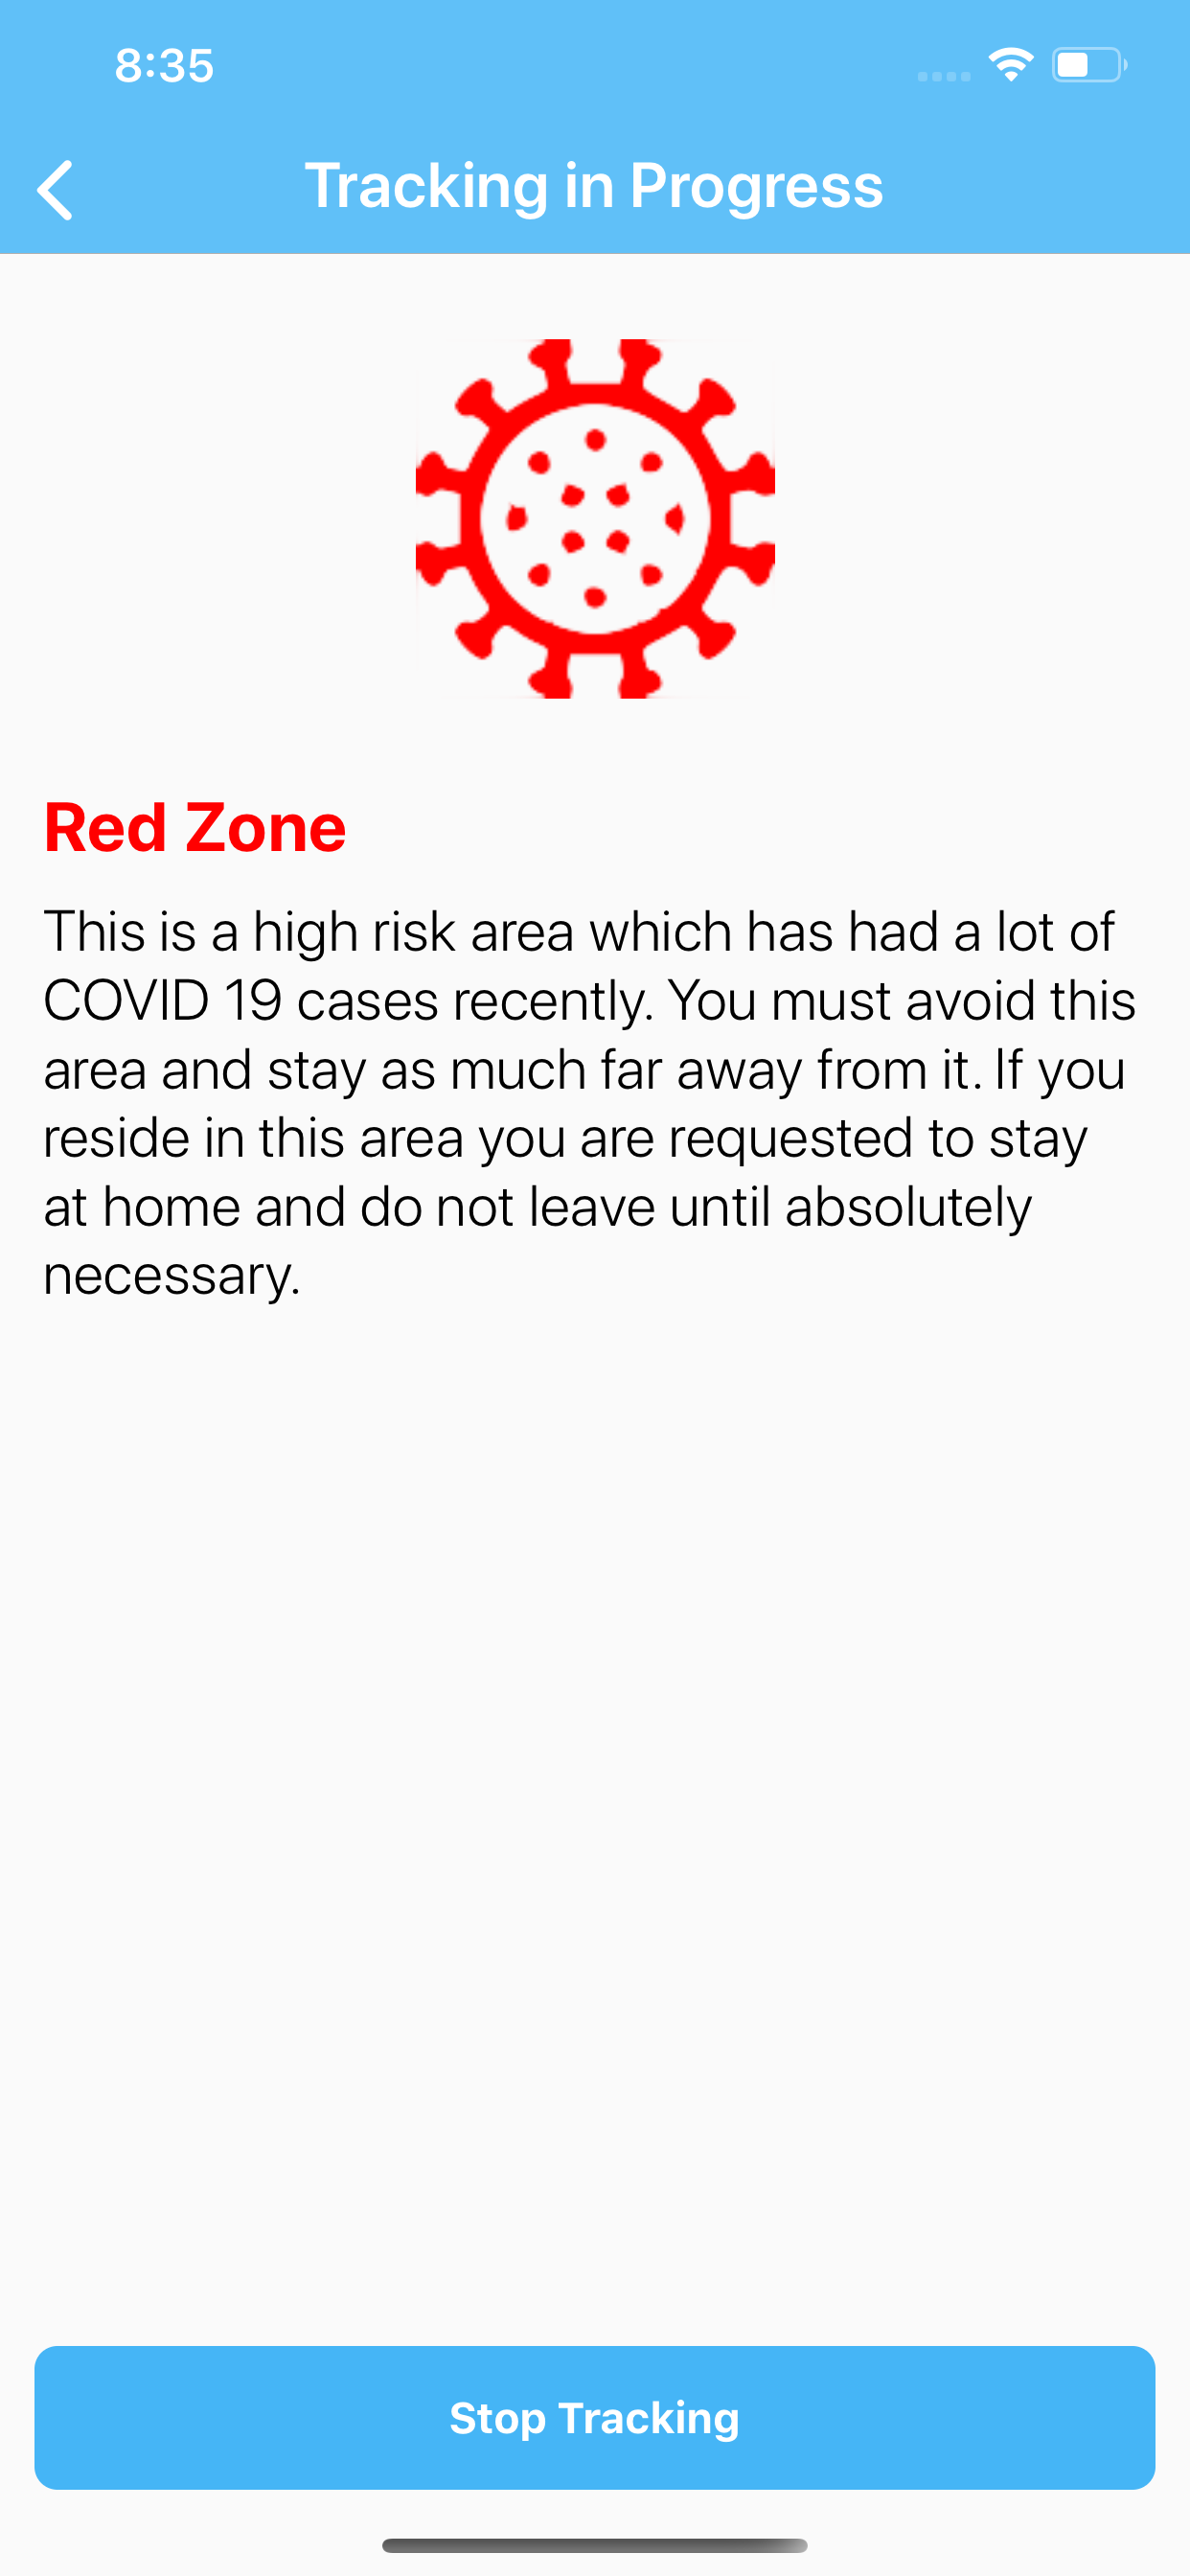 8:35
Tracking in Progress
Red Zone
This is a high risk area which has had a lot of
COVID 19 cases recently. You must avoid this
area and stay as much far away from it. If you
reside in this area you are requested to stay
at home and do not leave until absolutely
necessary.
Stop Tracking